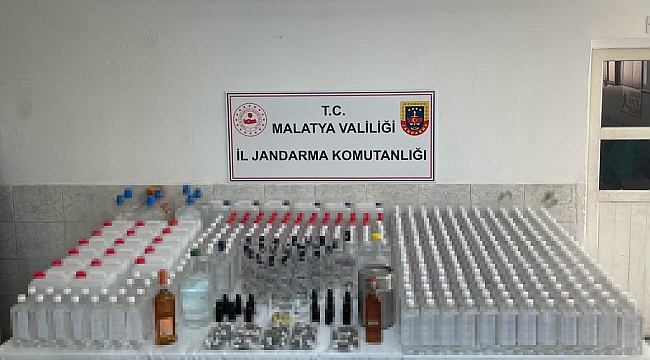 T.C.
MALATYA VALİLİĞİ
İL JANDARMA KOMUTANLIĞI